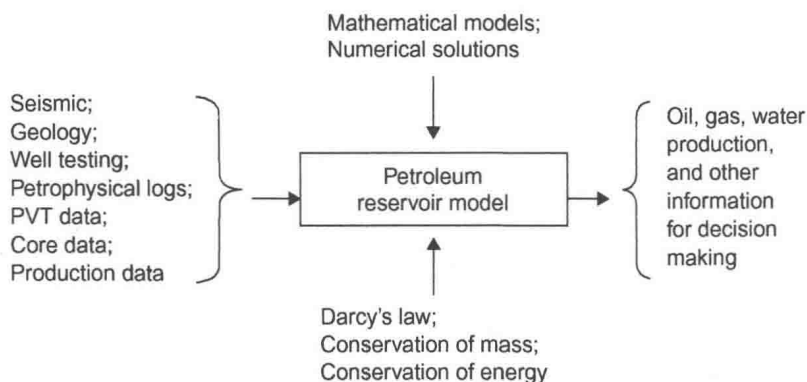 Mathematical models;
Numerical solutions
Seismic;
Geology;
Well testing;
Petrophysical logs;
PVT data;
Core data;
Production data
Petroleum
reservoir model
Oil, gas, water
production,
and other
information
for decision
making
Darcy's law;
Conservation of mass;
Conservation of energy